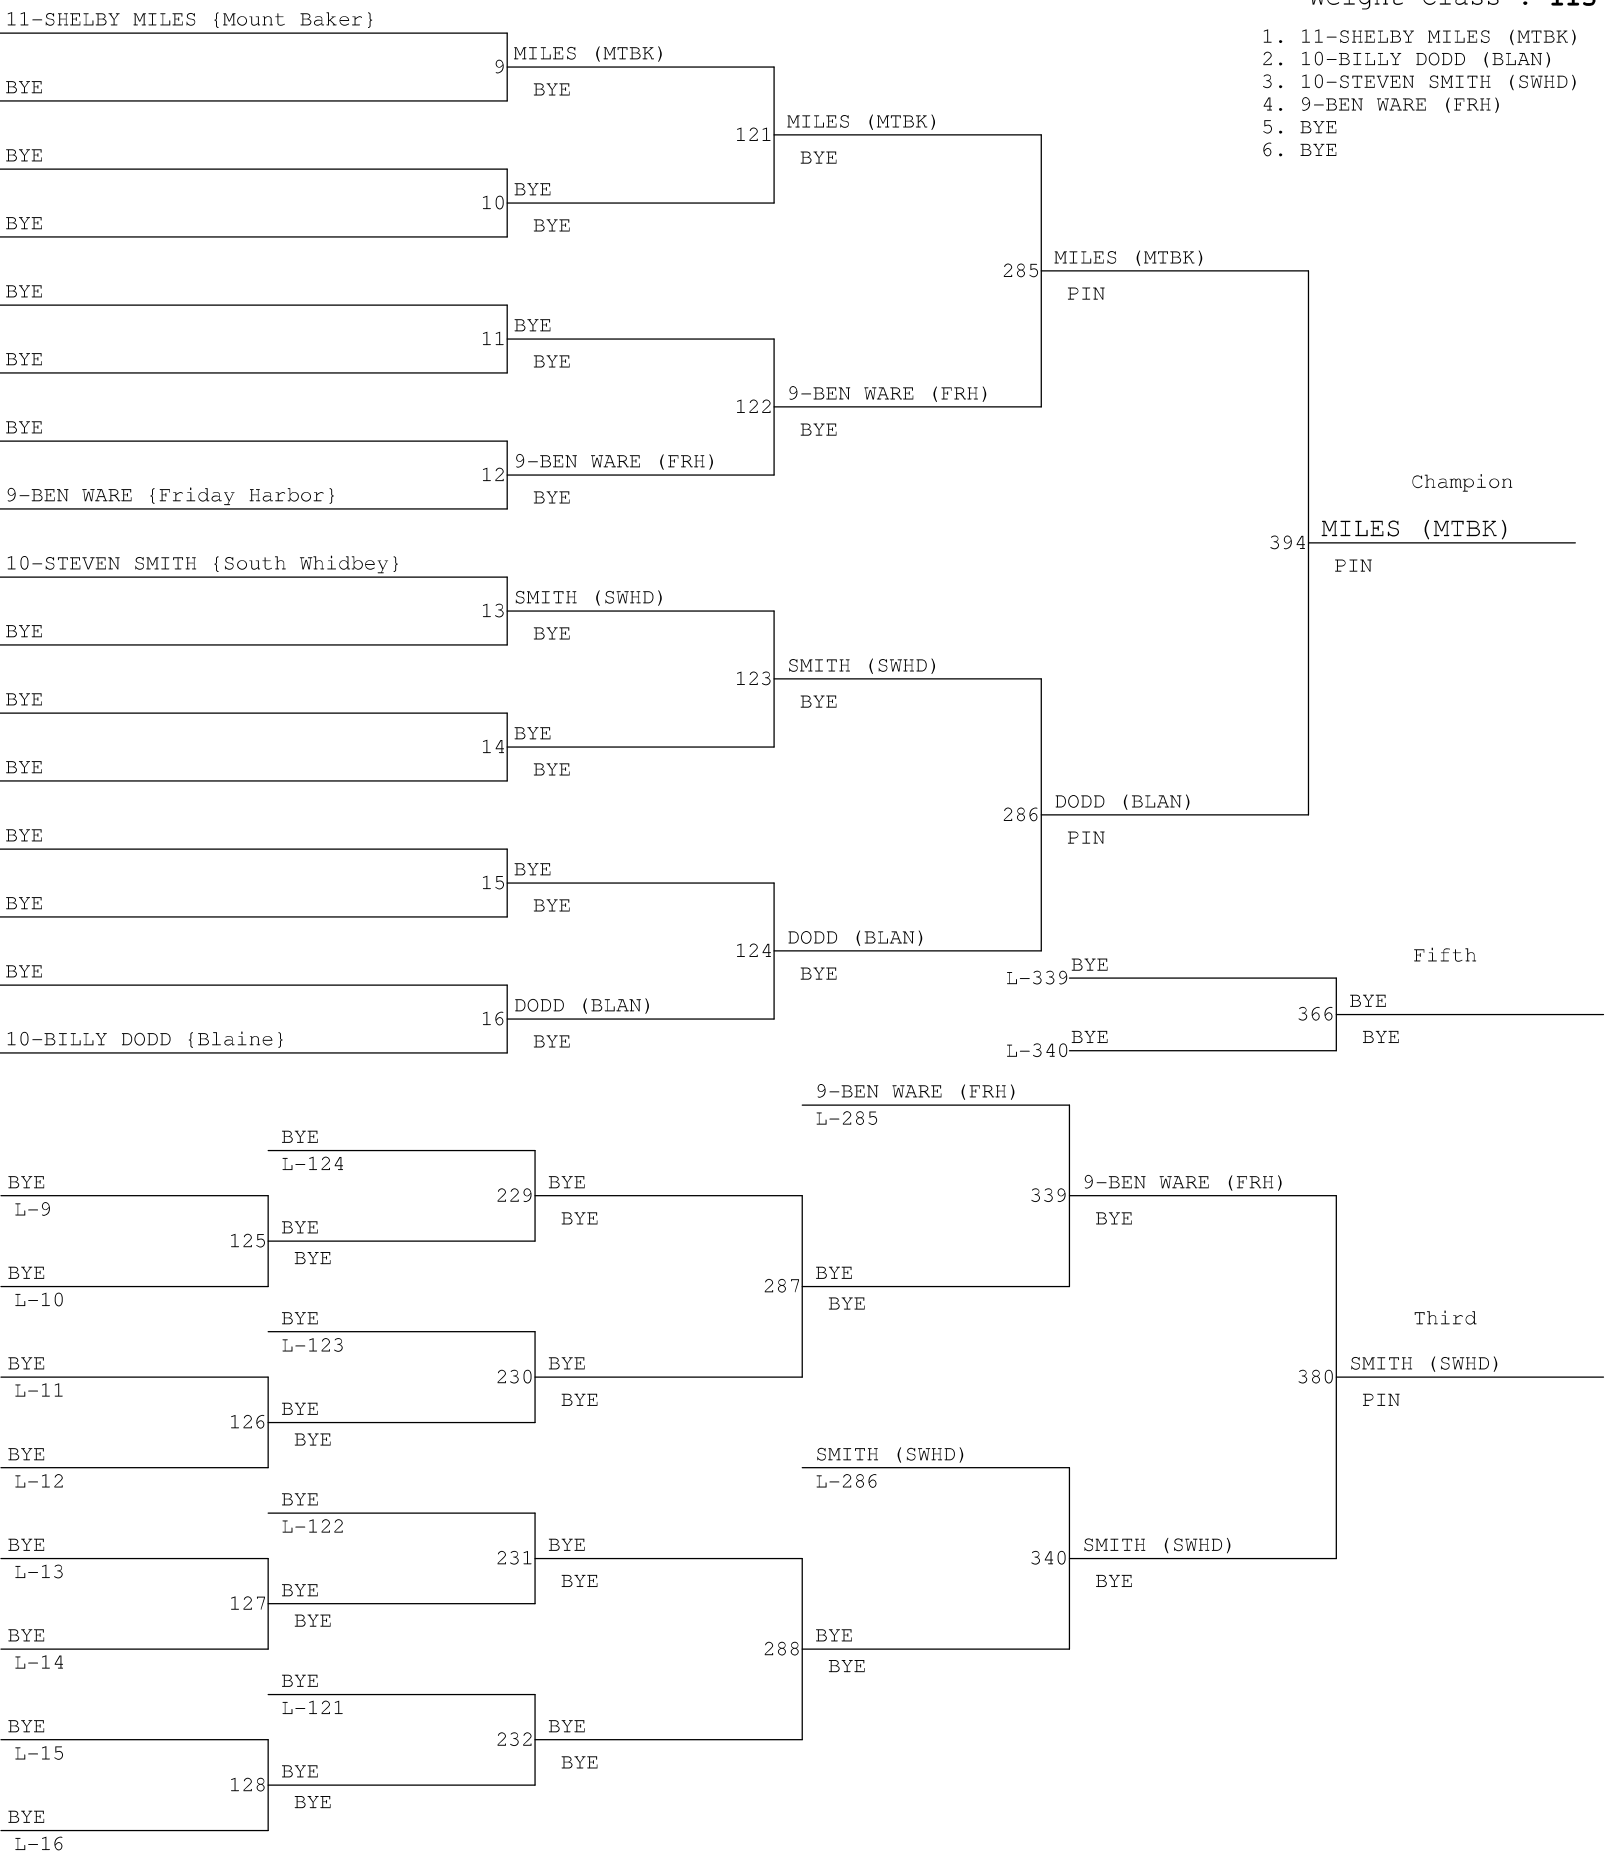 Weight Class :
1. 11-SHELBY MILES (MTBK)
2. 10-BILLY DODD (BLAN)
3. 10-STEVEN SMITH (SWHD)
4. 9-BEN WARE (FRH)
5. BYE
6. BYE
11-SHELBY MILES {Mount Baker}
9
MILES (MTBK)
BYE
BYE
121
MILES (MTBK)
BYE
BYE
10
BYE
BYE
BYE
285
MILES (MTBK)
PIN
BYE
11
BYE
BYE
BYE
122
9-BEN WARE (FRH)
BYE
BYE
12
9-BEN WARE (FRH)
BYE
9-BEN WARE {Friday Harbor}
Champion
394
MILES (MTBK)
PIN
10-STEVEN SMITH {South Whidbey}
13
SMITH (SWHD)
BYE
BYE
123
SMITH (SWHD)
BYE
BYE
14
BYE
BYE
BYE
286
DODD (BLAN)
PIN
BYE
15
BYE
BYE
BYE
124
DODD (BLAN)
BYE
BYE
16
DODD (BLAN)
BYE
10-BILLY DODD {Blaine}
Fifth
L-339
BYE
366
BYE
BYE
L-340
BYE
9-BEN WARE (FRH)
L-285
BYE
L-124
BYE
L-9
229
BYE
BYE
339
9-BEN WARE (FRH)
BYE
125
BYE
BYE
BYE
L-10
287
BYE
BYE
BYE
L-123
Third
BYE
L-11
230
BYE
BYE
380
SMITH (SWHD)
PIN
126
BYE
BYE
BYE
L-12
SMITH (SWHD)
L-286
BYE
L-122
BYE
L-13
231
BYE
BYE
340
SMITH (SWHD)
BYE
127
BYE
BYE
BYE
L-14
288
BYE
BYE
BYE
L-121
BYE
L-15
232
BYE
BYE
128
BYE
BYE
BYE
L-16